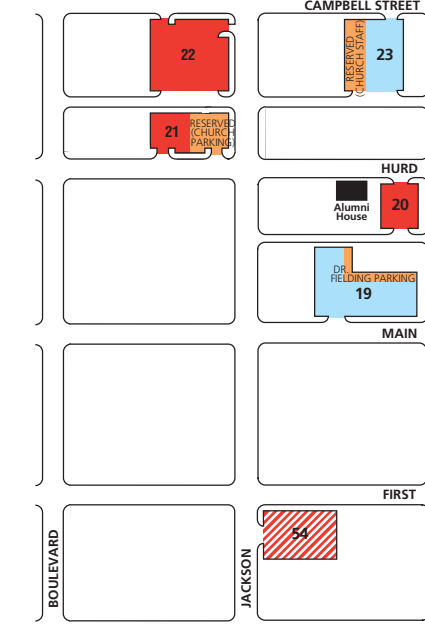 CAMPBELL STREET
22
RESERVED
(CHURCH STAFF)
23
21
RESERVED
(CHURCH
PARKING)
HURD
Alumni
House
20
DR.
FIELDING PARKING
19
MAIN
FIRST
54
BOULEVARD
JACKSON